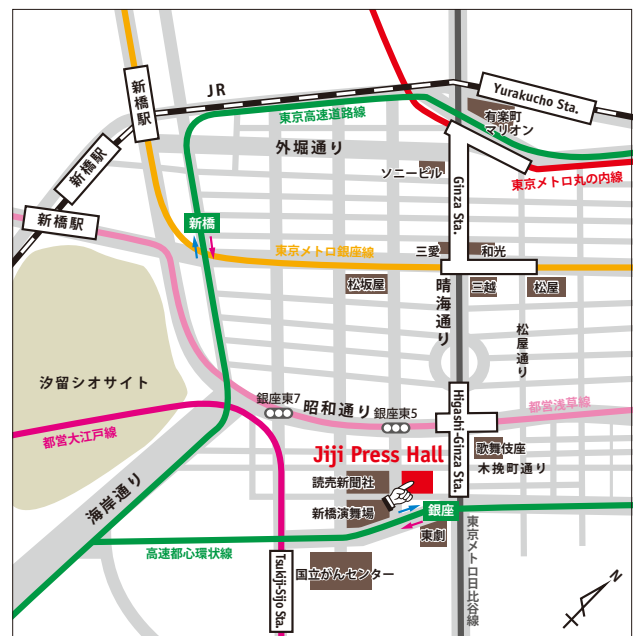 JR
Yurakucho Sta.
新橋駅
東京高速道路線
有楽町
マリオン
外堀通り
ソニービル
新橋駅
東京メトロ丸の内線
Ginza Sta.
新橋駅
新橋
東京メトロ銀座線
三愛
和光
松坂屋
晴海通り
三越
松屋
松屋通り
汐留シオサイト
銀座東7
昭和通り
銀座東5
都営浅草線
都営大江戸線
Higashi-Ginza Sta.
歌舞伎座
木挽町通り
Jiji Press Hall
読売新聞社
海岸通り
新橋演舞場
銀座
東劇
高速都心環状線
東京メトロ日比谷線
Tsukiji-Sijo Sta.
国立がんセンター
N